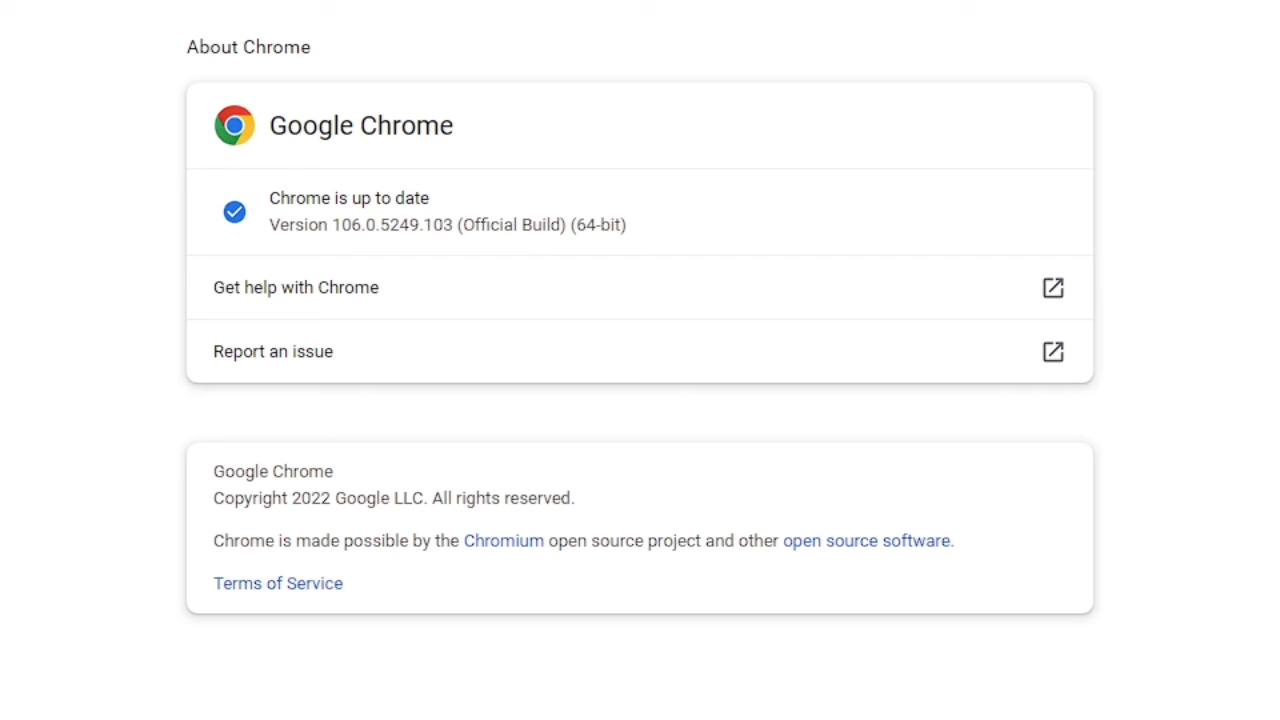 About Chrome
Google Chrome
Chrome is up to date
Version 106.0.5249.103 (Official Build) (64-bit)
Get help with Chrome
Report an issue
Google Chrome
Copyright 2022 Google LLC. All rights reserved.
Chrome is made possible by the Chromium open source project and other open source software.
Terms of Service